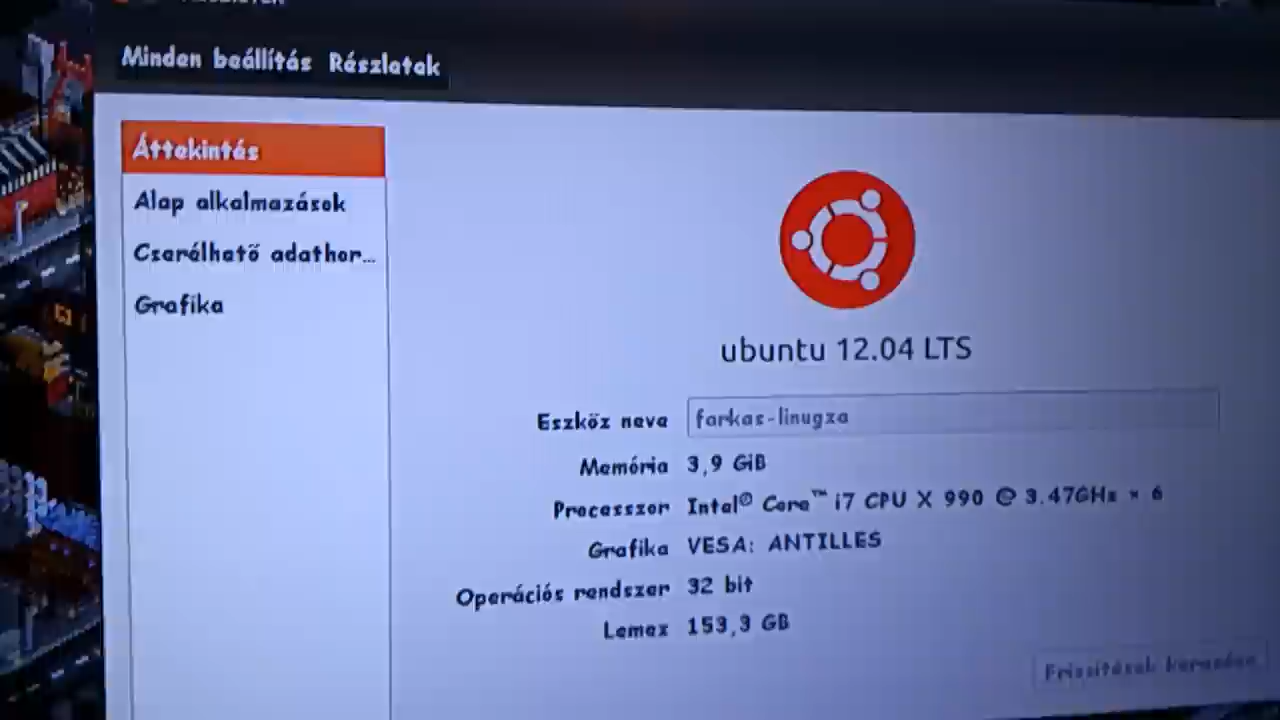 Minden beállítás Részletek
Áttekintés
Alap alkalmazások
Cserélhető adathor...
Grafika
ubuntu 12.04 LTS
Eszköz neve farkas-linugza
Memória 3,9 GiB
Processzor Intel® Core™ i7 CPU X 990 @ 3.47GHz × 6
Grafika VESA: ANTILLES
Operációs rendszer 32 bit
Lemez 153,3 GB
Frissítések keresése